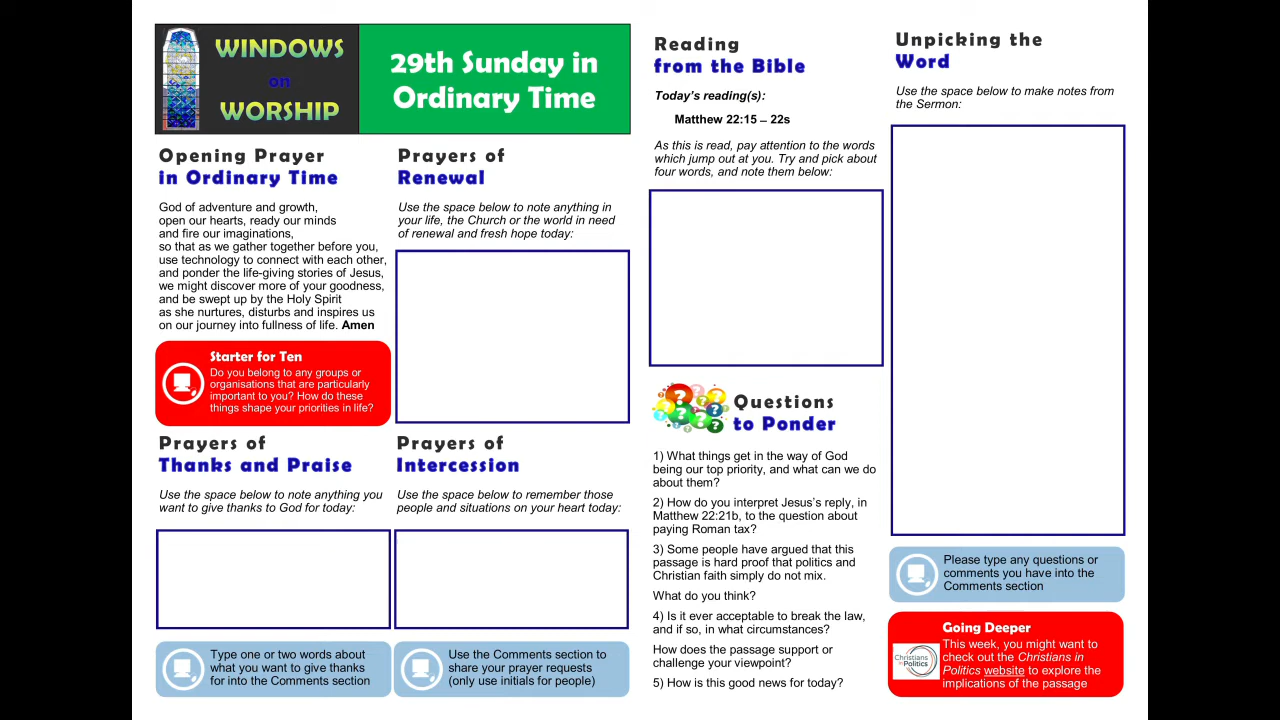 WINDOWS
on
WORSHIP
29th Sunday in
Ordinary Time
Opening Prayer
in Ordinary Time
God of adventure and growth,
open our hearts, ready our minds
and fire our imaginations,
so that as we gather together before you,
use technology to connect with each other,
and ponder the life-giving stories of Jesus,
we might discover more of your goodness,
and be swept up by the Holy Spirit
as she nurtures, disturbs and inspires us
on our journey into fullness of life. Amen
Starter for Ten
Do you belong to any groups or
organisations that are particularly
important to you? How do these
things shape your priorities in life?
Prayers of
Thanks and Praise
Use the space below to note anything you
want to give thanks to God for today:
Type one or two words about
what you want to give thanks
for into the Comments section
Prayers of
Renewal
Use the space below to note anything in
your life, the Church or the world in need
of renewal and fresh hope today:
Prayers of
Intercession
Use the space below to remember those
people and situations on your heart today:
Use the Comments section to
share your prayer requests
(only use initials for people)
Reading
from the Bible
Today's reading(s):
Matthew 22:15 – 22s
As this is read, pay attention to the words
which jump out at you. Try and pick about
four words, and note them below:
Questions
to Ponder
1) What things get in the way of God
being our top priority, and what can we do
about them?
2) How do you interpret Jesus's reply, in
Matthew 22:21b, to the question about
paying Roman tax?
3) Some people have argued that this
passage is hard proof that politics and
Christian faith simply do not mix.
What do you think?
4) Is it ever acceptable to break the law,
and if so, in what circumstances?
How does the passage support or
challenge your viewpoint?
5) How is this good news for today?
Unpicking the
Word
Use the space below to make notes from
the Sermon:
Please type any questions or
comments you have into the
Comments section
Going Deeper
Christians
in Politics
This week, you might want to
check out the Christians in
Politics website to explore the
implications of the passage